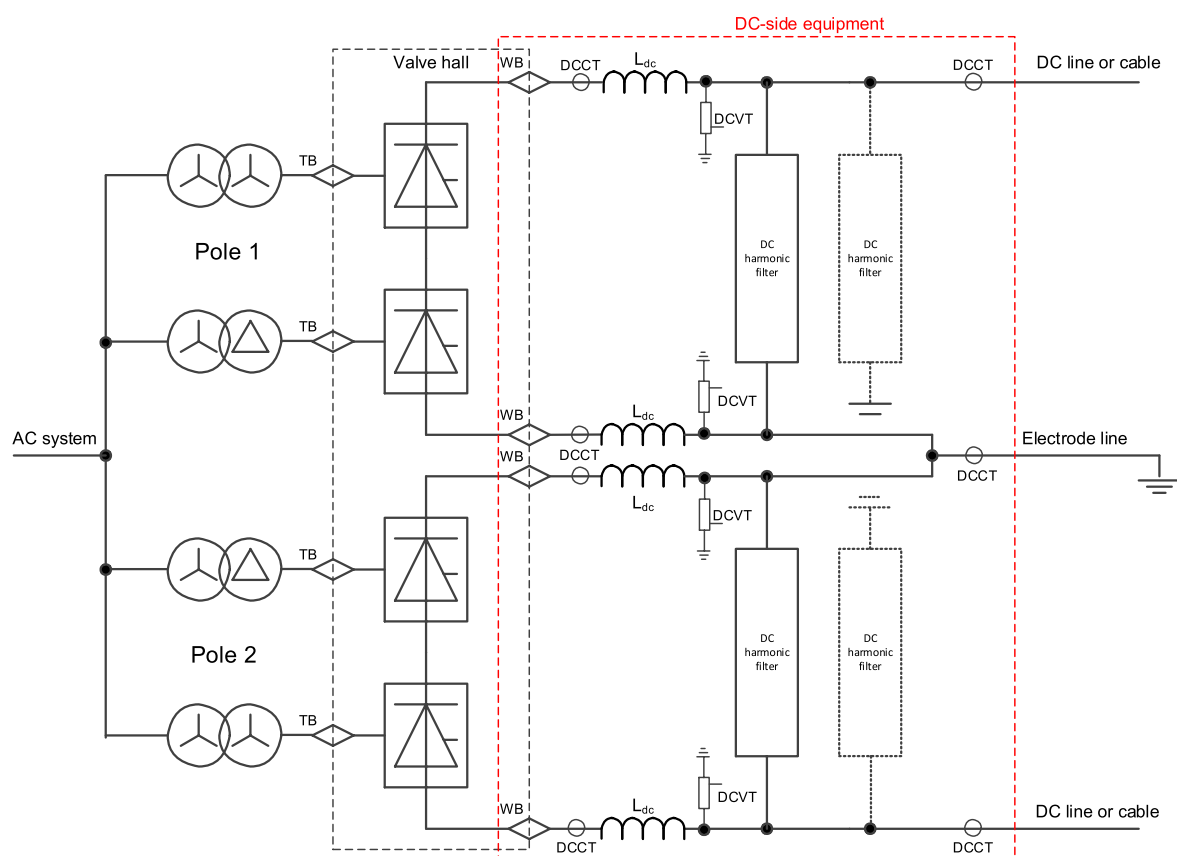 DC-side equipment
Valve hall
WB
DCCT
Ldc
DCCT
DC line or cable
DCVT
TB
Pole 1
DC
harmonic
filter
DC
harmonic
filter
TB
DCVT
WB
Ldc
AC system
DCCT
Electrode line
WB
DCCT
Ldc
DCVT
TB
DC
harmonic
filter
DC
harmonic
filter
Pole 2
TB
DCVT
WB
Ldc
DC line or cable
DCCT
DCCT